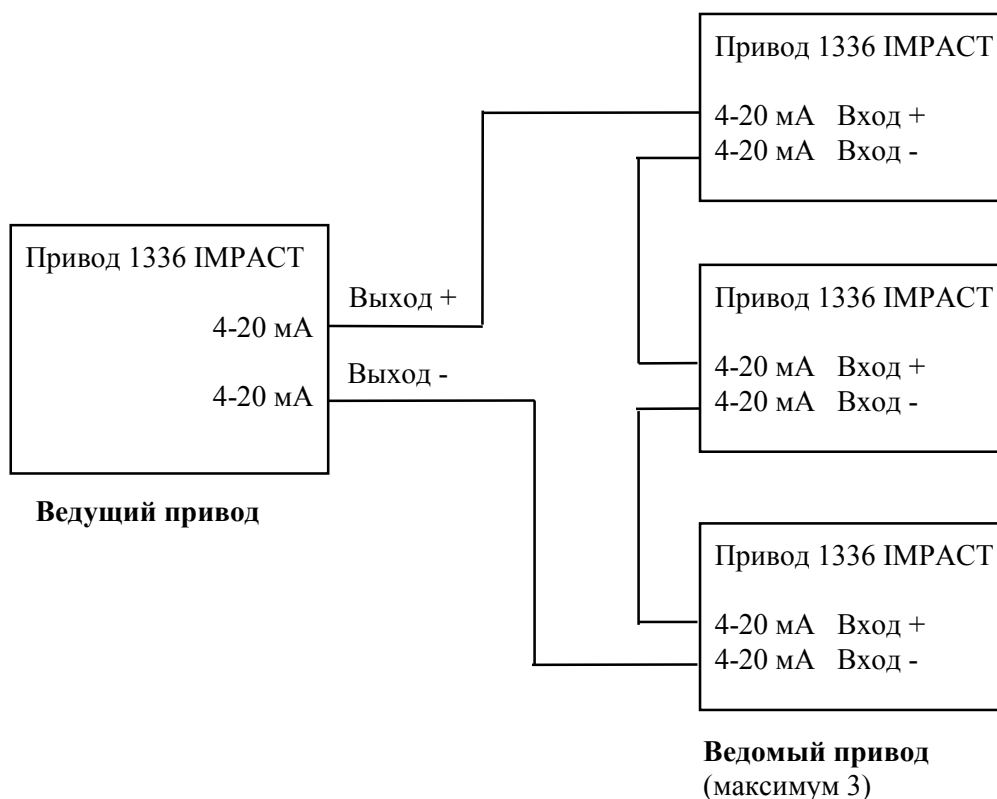 Привод 1336 IMPACT
4-20 мА Вход +
4-20 мА Вход -
Привод 1336 IMPACT
4-20 мА
4-20 мА
Выход +
Выход -
Ведущий привод
Привод 1336 IMPACT
4-20 мА Вход +
4-20 мА Вход -
Привод 1336 IMPACT
4-20 мА Вход +
4-20 мА Вход -
Ведомый привод
(максимум 3)